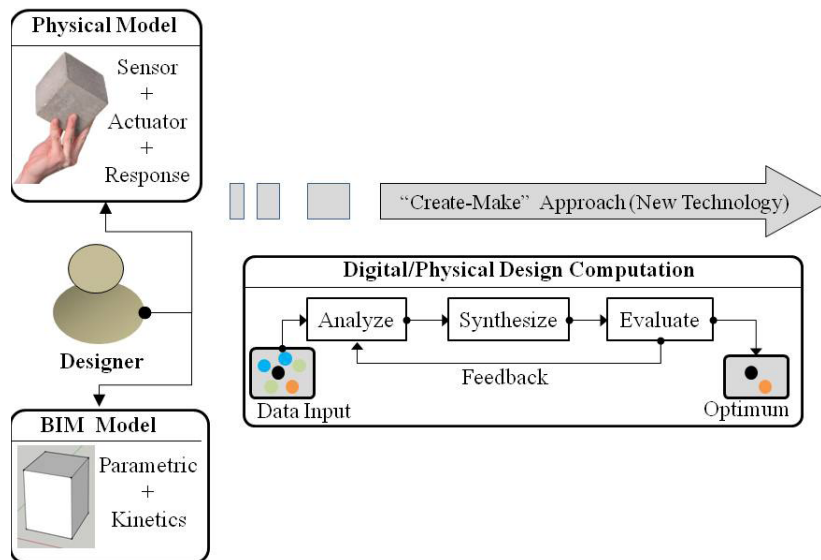 Physical Model
Sensor
+
Actuator
+
Response
“Create-Make” Approach (New Technology)
Designer
Digital/Physical Design Computation
Analyze
Synthesize
Evaluate
Feedback
Data Input
Optimum
BIM Model
Parametric
+
Kinetics